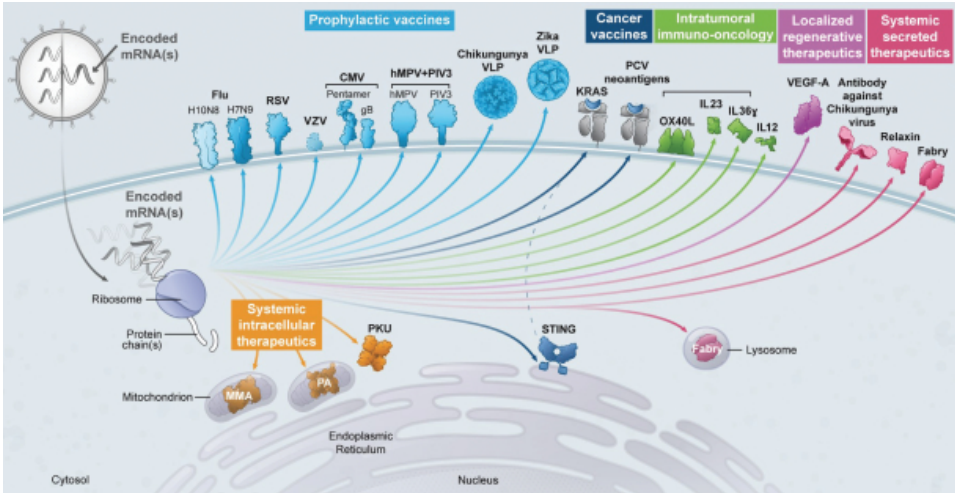 Encoded
mRNA(s)
Prophylactic vaccines
Cancer
vaccines
Intratumoral
immuno-oncology
Localized
regenerative
therapeutics
Systemic
secreted
therapeutics
Flu
H10N8
H7N9
RSV
VZV
CMV
Pentamer
gB
hMPV+PIV3
hMPV
PIV3
Chikungunya
VLP
Zika
VLP
KRAS
PCV
neoantigens
OX40L
IL23
IL36γ
IL12
VEGF-A
Antibody
against
Chikungunya
virus
Relaxin
Fabry
Encoded
mRNA(s)
Ribosome
Protein
chain(s)
Systemic
intracellular
therapeutics
PKU
STING
Fabry
Lysosome
Mitochondrion
MMA
PA
Endoplasmic
Reticulum
Cytosol
Nucleus